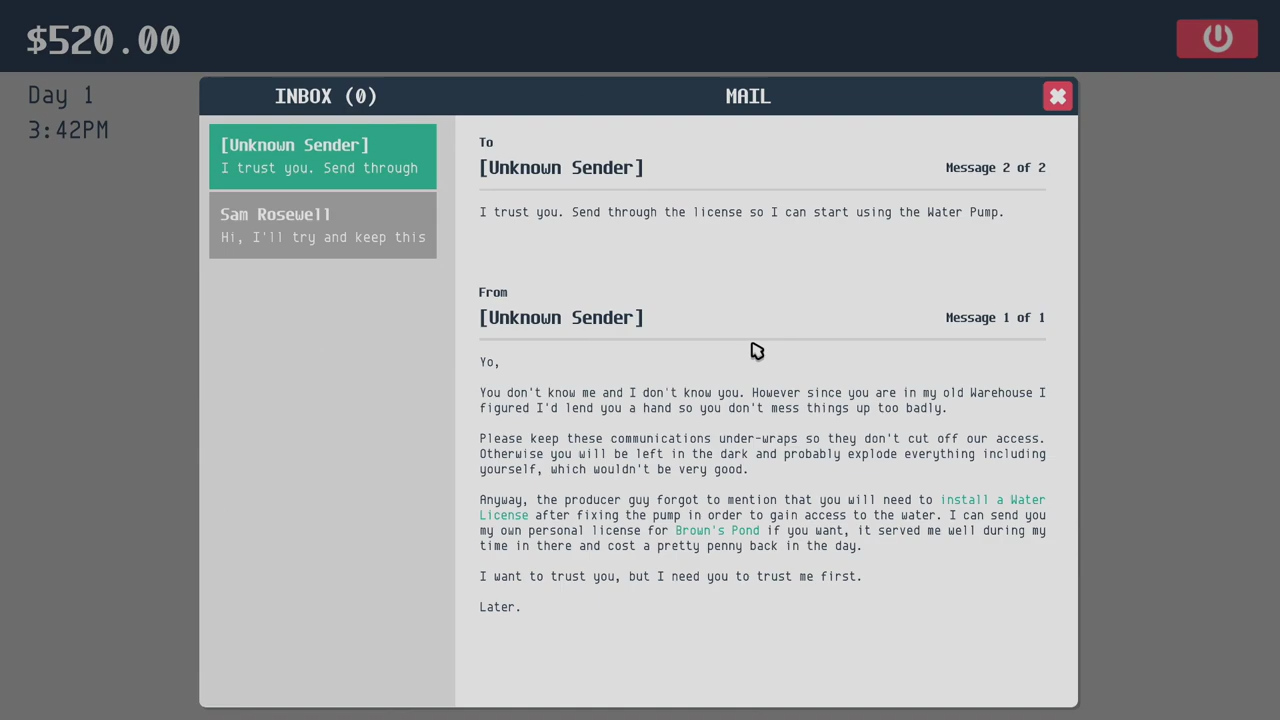 $520.00
Day 1
3:42PM
INBOX (0)
MAIL
[Unknown Sender]
I trust you. Send through
Sam Rosewell
Hi, I'll try and keep this
To
[Unknown Sender]
Message 2 of 2
I trust you. Send through the license so I can start using the Water Pump.
From
[Unknown Sender]
Message 1 of 1
Yo,
You don't know me and I don't know you. However since you are in my old Warehouse I
figured I'd lend you a hand so you don't mess things up too badly.
Please keep these communications under-wraps so they don't cut off our access.
Otherwise you will be left in the dark and probably explode everything including
yourself, which wouldn't be very good.
Anyway, the producer guy forgot to mention that you will need to install a Water
License after fixing the pump in order to gain access to the water. I can send you
my own personal license for Brown's Pond if you want, it served me well during my
time in there and cost a pretty penny back in the day.
I want to trust you, but I need you to trust me first.
Later.